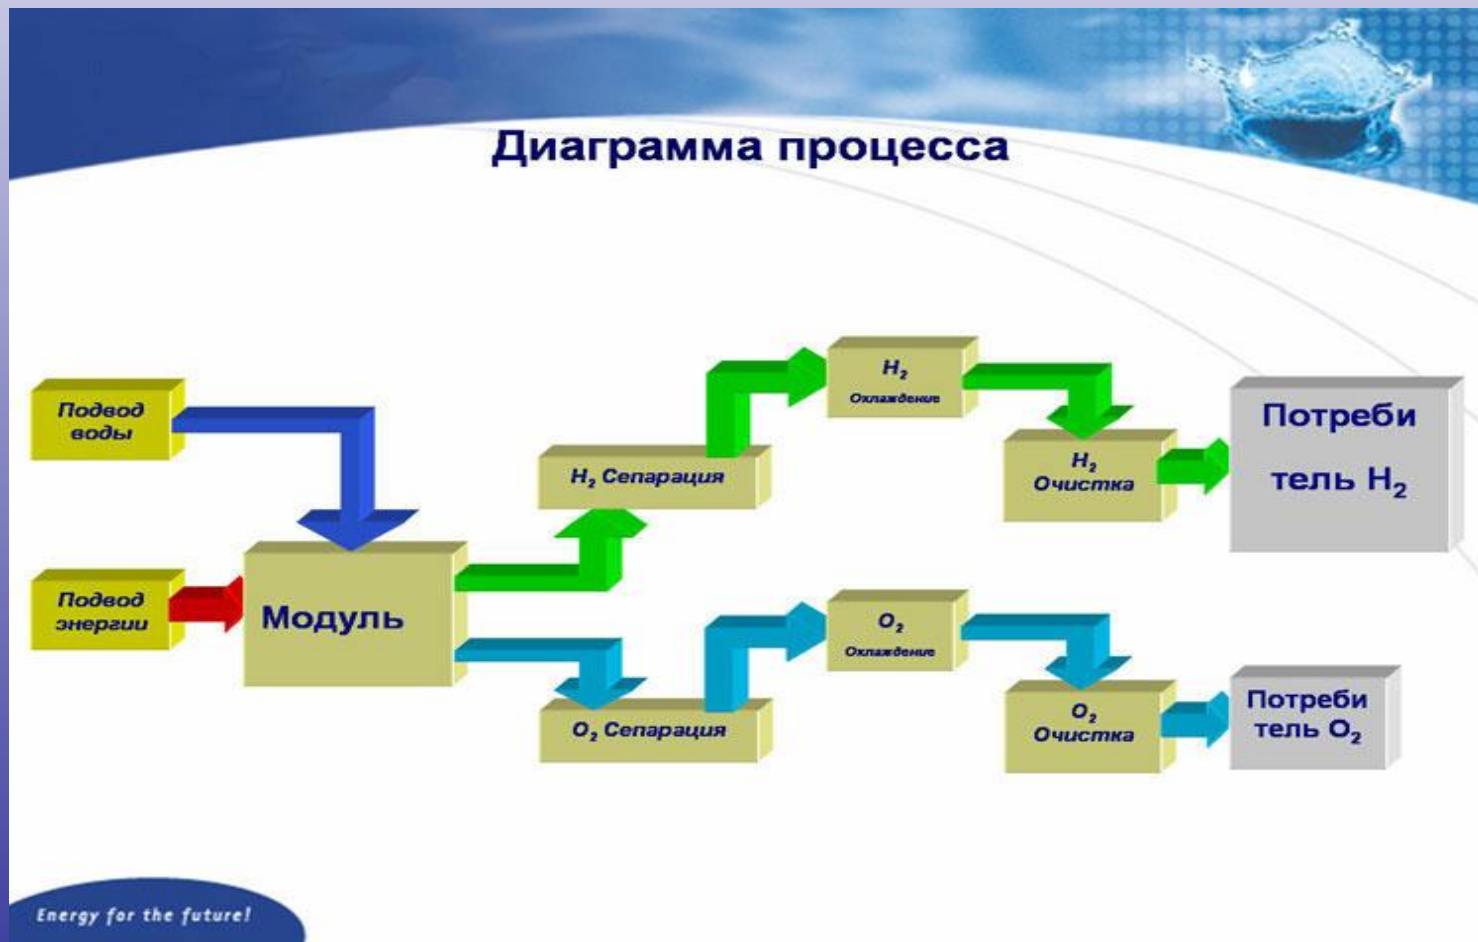 Диаграмма процесса
Подвод
воды
Подвод
энергии
Модуль
H₂ Сепарация
H₂
Охлаждение
H₂
Очистка
Потреби
тель H₂
O₂ Сепарация
O₂
Охлаждение
O₂
Очистка
Потреби
тель O₂
Energy for the future!